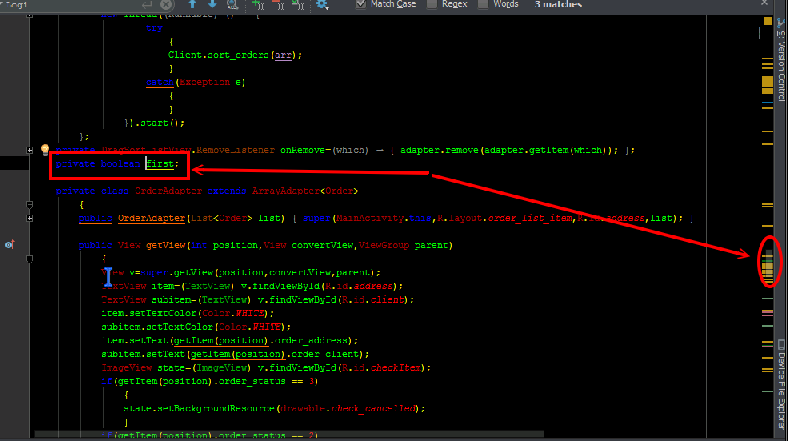 Match Case Regex Words 3 matches
try
{
Client.sort_orders(arr);
}
catch(Exception e)
{
}
}).start();
};
RemoveListener onRemove=(which) → { adapter.remove(adapter.getItem(which)); };
private boolean first;
private class OrderAdapter extends ArrayAdapter<Order>
{
public OrderAdapter(List<Order> list) { super(MainActivity.this,R.layout.order_list_item,R.id.address,list);
public View getView(int position,View convertView,ViewGroup parent)
{
View v=super.getView(position,convertView,parent);
TextView item=(TextView) v.findViewById(R.id.address);
TextView subitem=(TextView) v.findViewById(R.id.client);
item.setTextColor(Color.WHITE);
subitem.setTextColor(Color.WHITE);
item.setText(getItem(position).order_address);
subitem.setText(getItem(position).order_client);
ImageView state=(ImageView) v.findViewById(R.id.checkItem);
if(getItem(position).order_status == 3)
{
state.setBackgroundResource(drawable.check_cancelled);
}
if(getItem(position).order_status == 2)
9: Version Control
Device File Explorer